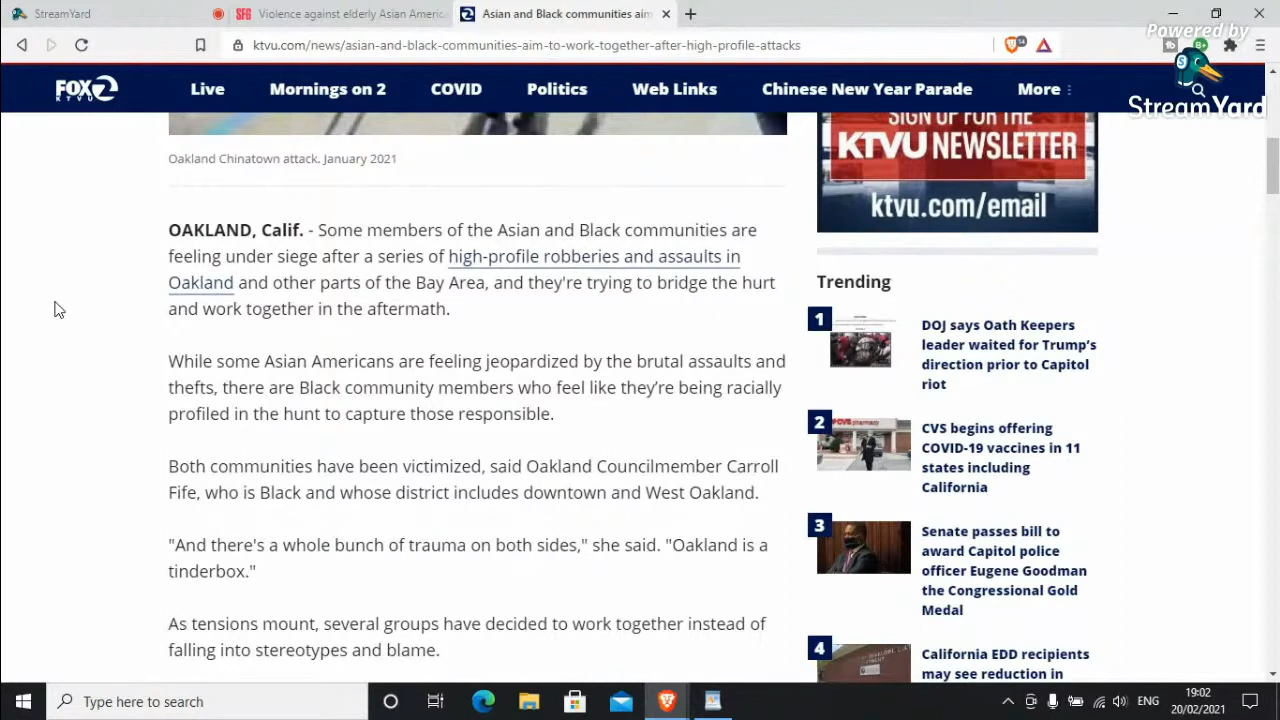 StreamYard
SFG
Violence against elderly Asian Americ
2
Asian and Black communities aim
ktvu.com/news/asian-and-black-communities-aim-to-work-together-after-high-profile-attacks
14
Powered by
S
StreamYard
FOX 2
KTVU
Live
Mornings on 2
COVID
Politics
Web Links
Chinese New Year Parade
More
Oakland Chinatown attack. January 2021
OAKLAND, Calif. - Some members of the Asian and Black communities are
feeling under siege after a series of high-profile robberies and assaults in
Oakland and other parts of the Bay Area, and they're trying to bridge the hurt
and work together in the aftermath.
While some Asian Americans are feeling jeopardized by the brutal assaults and
thefts, there are Black community members who feel like they’re being racially
profiled in the hunt to capture those responsible.
Both communities have been victimized, said Oakland Councilmember Carroll
Fife, who is Black and whose district includes downtown and West Oakland.
"And there's a whole bunch of trauma on both sides," she said. "Oakland is a
tinderbox."
As tensions mount, several groups have decided to work together instead of
falling into stereotypes and blame.
SIGN UP FOR THE
KTVU NEWSLETTER
ktvu.com/email
Trending
1
DOJ says Oath Keepers
leader waited for Trump’s
direction prior to Capitol
riot
2
CVS pharmacy
CVS begins offering
COVID-19 vaccines in 11
states including
California
3
Senate passes bill to
award Capitol police
officer Eugene Goodman
the Congressional Gold
Medal
4
California EDD recipients
may see reduction in
Type here to search
ENG
19:02
20/02/2021